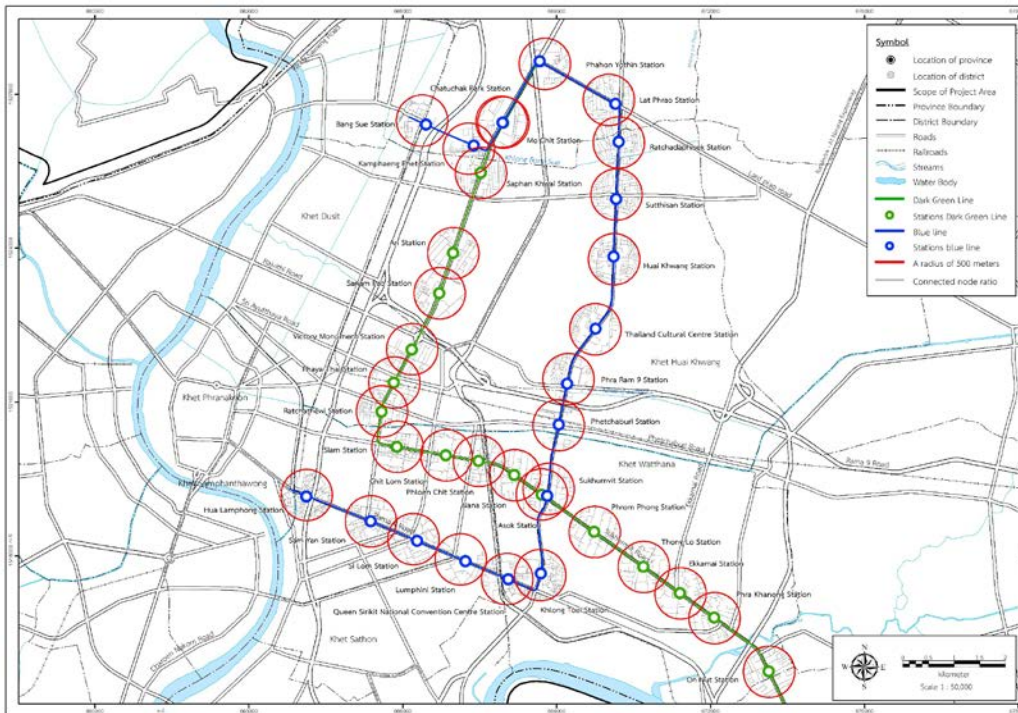 Symbol
Location of province
Location of district
Scope of Project Area
Province Boundary
District Boundary
Roads
Railroads
Streams
Water Body
Dark Green Line
Stations Dark Green Line
Blue line
Stations blue line
A radius of 500 meters
Connected node ratio
Phahon Yothin Station
Chatuchak Park Station
Lat Phrao Station
Bang Sue Station
Mo Chit Station
Ratchadaphisek Station
Kamphaeng Phet Station
Saphan Khwai Station
Sutthisan Station
Khet Dusit
Ari Station
Huai Khwang Station
Sanam Pao Station
Thailand Cultural Centre Station
Victory Monument Station
Khet Huai Khwang
Phaya Thai Station
Phra Ram 9 Station
Khet Phranakhon
Ratchathewi Station
Phetchaburi Station
Siam Station
Khet Watthana
Rama 9 Road
Chit Lom Station
Sukhumvit Station
Phloen Chit Station
Nana Station
Phrom Phong Station
Hua Lamphong Station
Asok Station
Sam Yan Station
Thong Lo Station
Si Lom Station
Ekkamai Station
Lumphini Station
Phra Khanong Station
Queen Sirikit National Convention Centre Station
Khlong Toei Station
Khet Sathon
On Nut Station
N
W
E
S
Kilometer
Scale 1 : 50,000